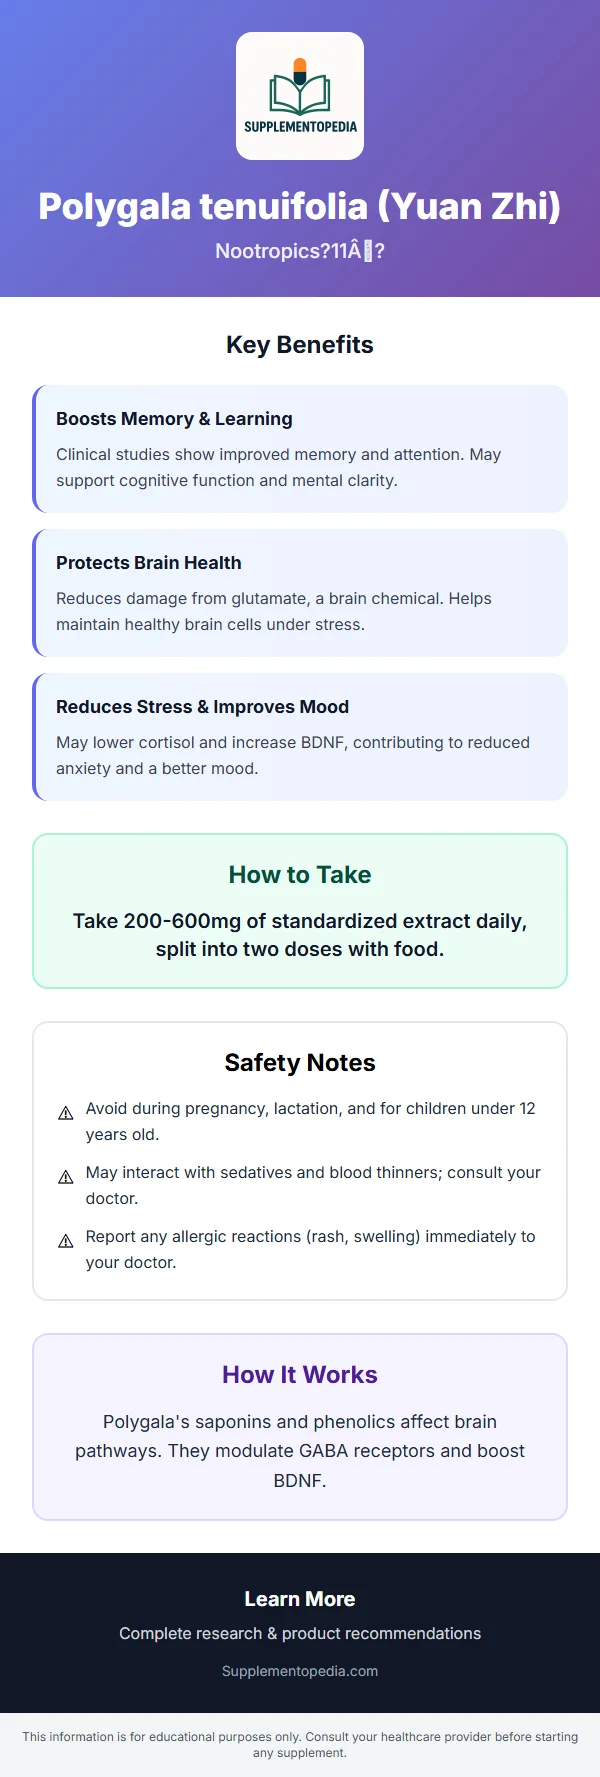 SUPPLEMENTOPEDIA
Polygala tenuifolia (Yuan Zhi)
Nootropics?11Â?
Key Benefits
Boosts Memory & Learning
Clinical studies show improved memory and attention. May
support cognitive function and mental clarity.
Protects Brain Health
Reduces damage from glutamate, a brain chemical. Helps
maintain healthy brain cells under stress.
Reduces Stress & Improves Mood
May lower cortisol and increase BDNF, contributing to reduced
anxiety and a better mood.
How to Take
Take 200-600mg of standardized extract daily,
split into two doses with food.
Safety Notes
⚠ Avoid during pregnancy, lactation, and for children under 12
years old.
⚠ May interact with sedatives and blood thinners; consult your
doctor.
⚠ Report any allergic reactions (rash, swelling) immediately to
your doctor.
How It Works
Polygala's saponins and phenolics affect brain
pathways. They modulate GABA receptors and boost
BDNF.
Learn More
Complete research & product recommendations
Supplementopedia.com
This information is for educational purposes only. Consult your healthcare provider before starting
any supplement.